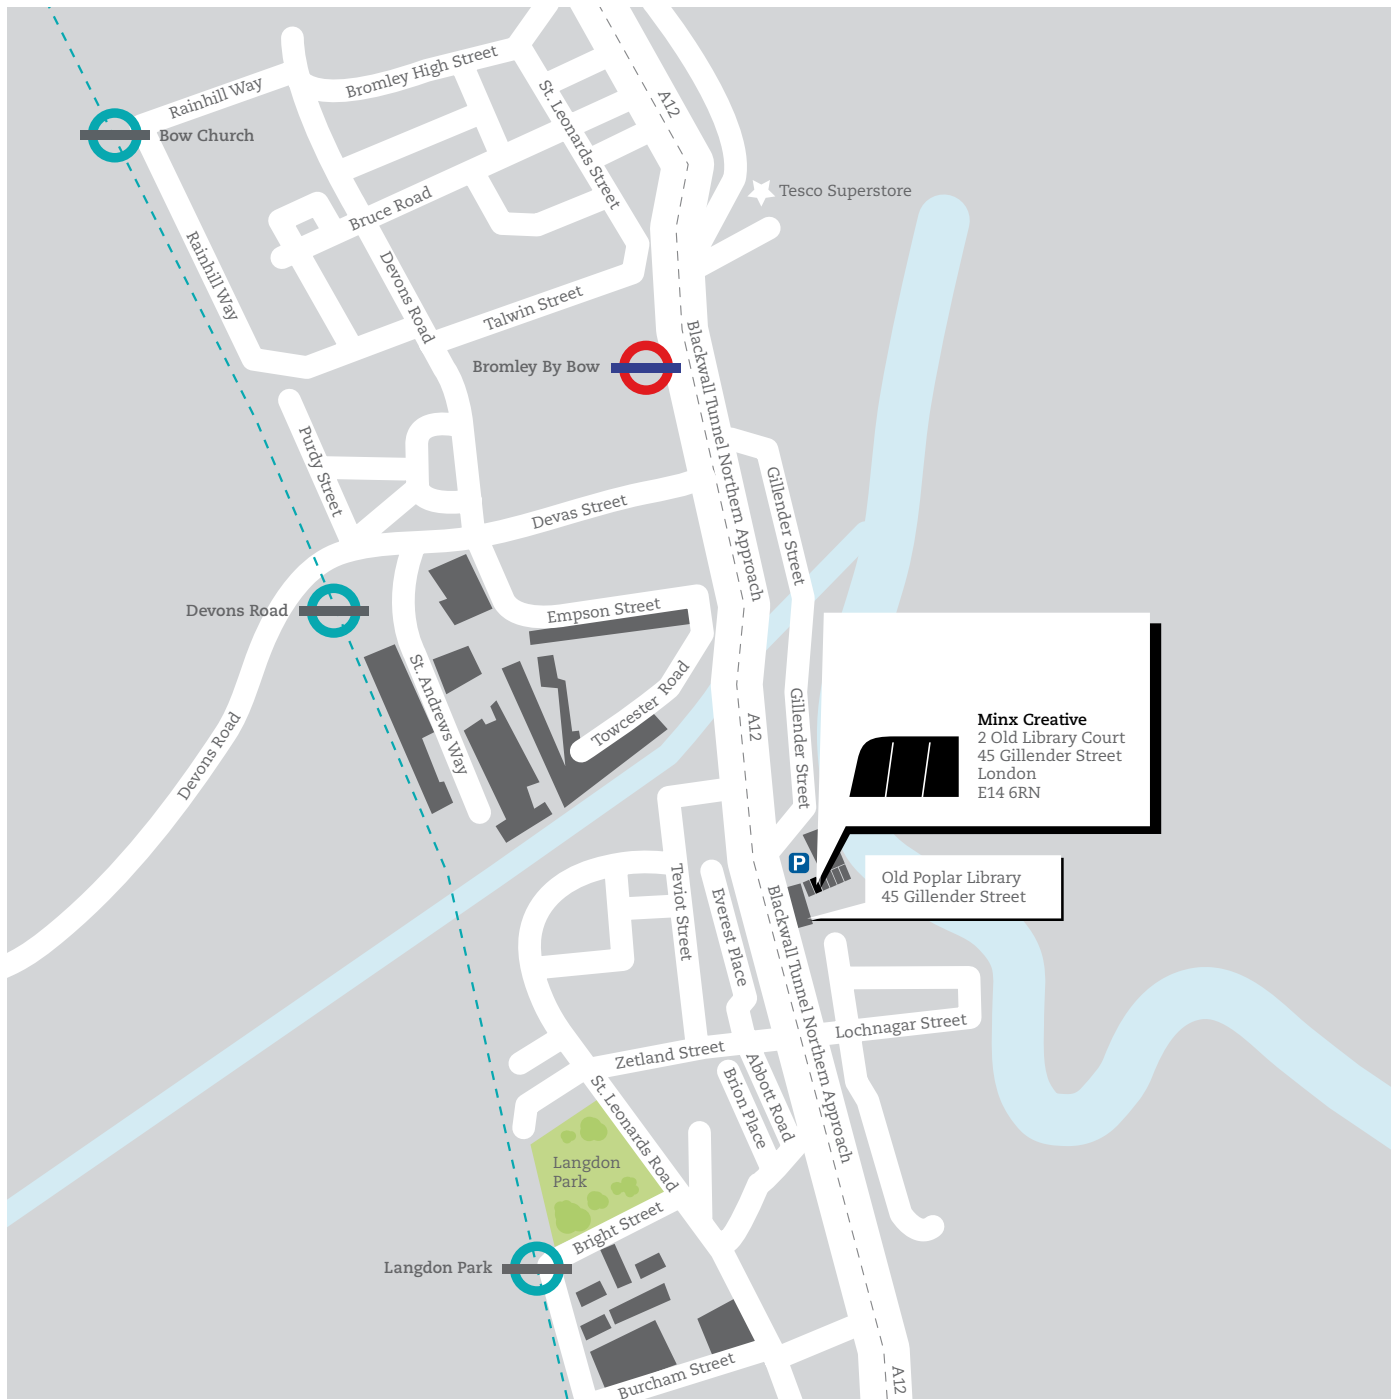 Bromley High Street
Rainhill Way
St. Leonards Street
A12
Bow Church
Tesco Superstore
Bruce Road
Rainhill Way
Devons Road
Talwin Street
Blackwall Tunnel Northern Approach
Bromley By Bow
Purdy Street
Gillender Street
Devas Street
Devons Road
Empson Street
St. Andrews Way
Towcester Road
Gillender Street
A12
Devons Road
Minx Creative
2 Old Library Court
45 Gillender Street
London
E14 6RN
P
Old Poplar Library
45 Gillender Street
Teviot Street
Everest Place
Blackwall Tunnel Northern Approach
Lochnagar Street
Zetland Street
Abbott Road
Brion Place
St. Leonards Road
Langdon
Park
Bright Street
Langdon Park
Burcham Street
A12